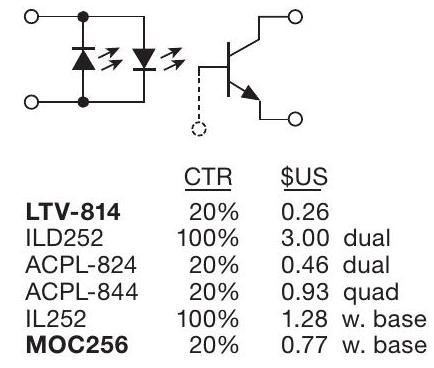 CTR $US
LTV-814 20% 0.26
ILD252 100% 3.00 dual
ACPL-824 20% 0.46 dual
ACPL-844 20% 0.93 quad
IL252 100% 1.28 w. base
MOC256 20% 0.77 w. base